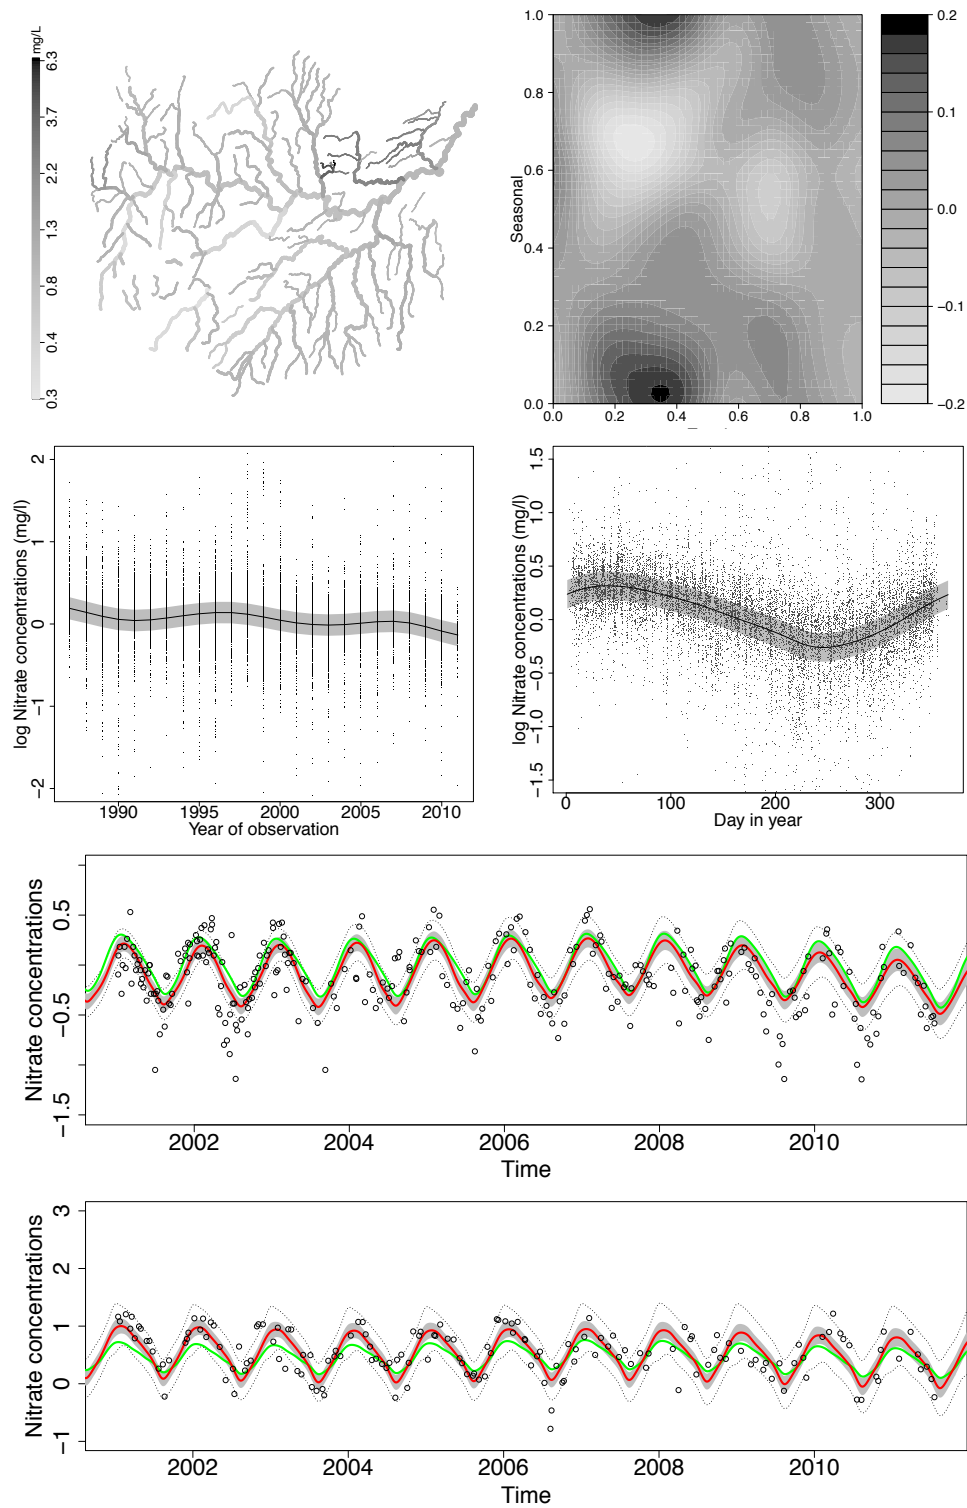 mg/L
6.3
3.7
2.2
1.3
0.8
0.4
0.3
Seasonal
1.0
0.8
0.6
0.4
0.2
0.0
0.0 0.2 0.4 0.6 0.8 1.0
0.2
0.1
0.0
−0.1
−0.2
log Nitrate concentrations (mg/l)
2
1
0
−1
−2
1990 1995 2000 2005 2010
Year of observation
log Nitrate concentrations (mg/l)
1.5
1.0
0.5
0.0
−0.5
−1.0
−1.5
0 100 200 300
Day in year
Nitrate concentrations
0.5
−0.5
−1.5
2002 2004 2006 2008 2010
Time
Nitrate concentrations
3
2
1
0
−1
2002 2004 2006 2008 2010
Time